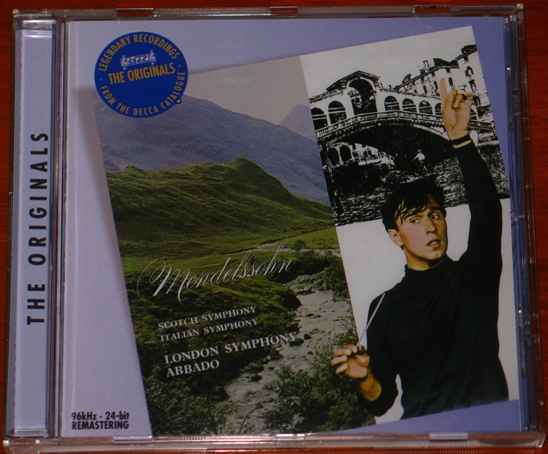 LEGENDARY RECORDINGS
THE ORIGINALS
FROM THE DECCA CATALOGUE
THE ORIGINALS
Mendelssohn
SCOTCH SYMPHONY
ITALIAN SYMPHONY
LONDON SYMPHONY
ABBADO
96kHz - 24-bit
REMASTERING